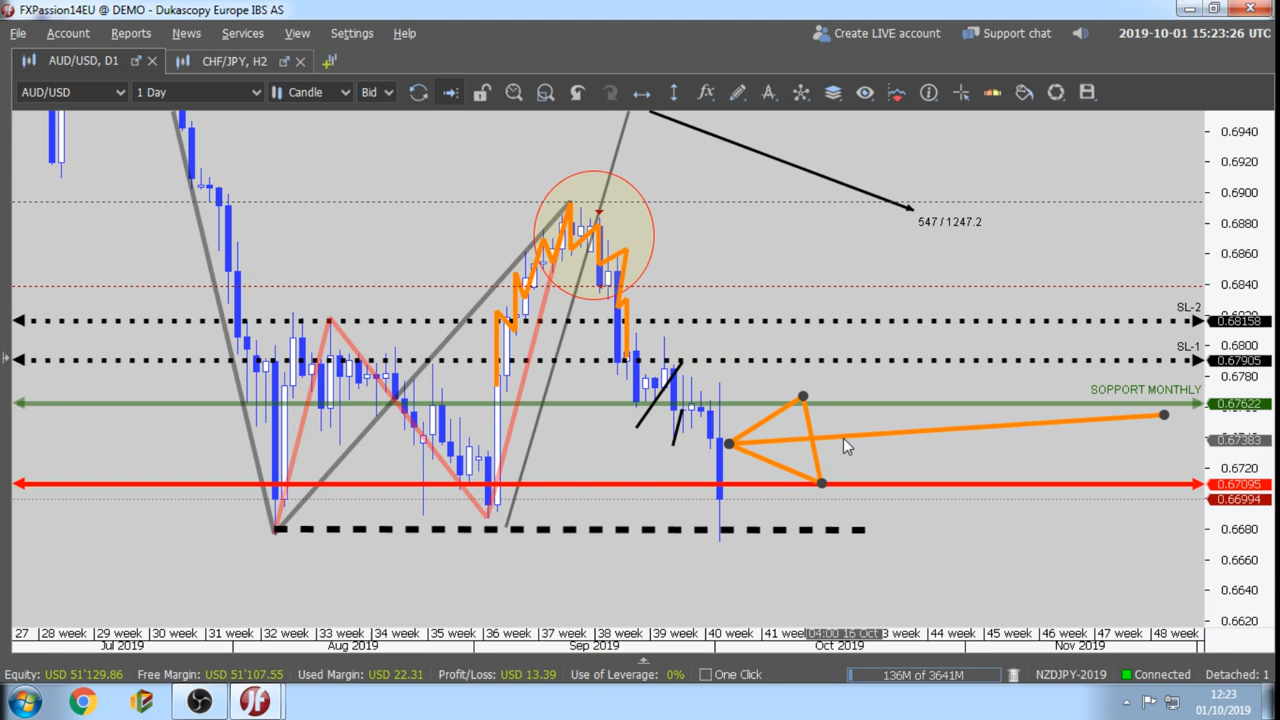 FXPassion14EU @ DEMO - Dukascopy Europe IBS AS
File Account Reports News Services View Settings Help
Create LIVE account Support chat 2019-10-01 15:23:26 UTC
AUD/USD, D1 CHF/JPY, H2
AUD/USD 1 Day Candle Bid
0.6940
0.6920
0.6900
547 / 1247.2
0.6880
0.6860
0.6840
SL-2
0.68158
0.6800
SL-1
0.67905
0.6780
SUPPORT MONTHLY
0.67622
0.67383
0.6720
0.67095
0.66994
0.6680
0.6660
0.6640
0.6620
27 28 week 29 week 30 week 31 week 32 week 33 week 34 week 35 week 36 week 37 week 38 week 39 week 40 week 41 wee 04:00 16 Oct 3 week 44 week 45 week 46 week 47 week 48 week
Jul 2019 Aug 2019 Sep 2019 Oct 2019 Nov 2019
Equity: USD 51'129.86 Free Margin: USD 51'107.55 Used Margin: USD 22.31 Profit/Loss: USD 13.39 Use of Leverage: 0% One Click 136M of 3641M NZDJPY-2019 Connected Detached: 1
12:23
01/10/2019